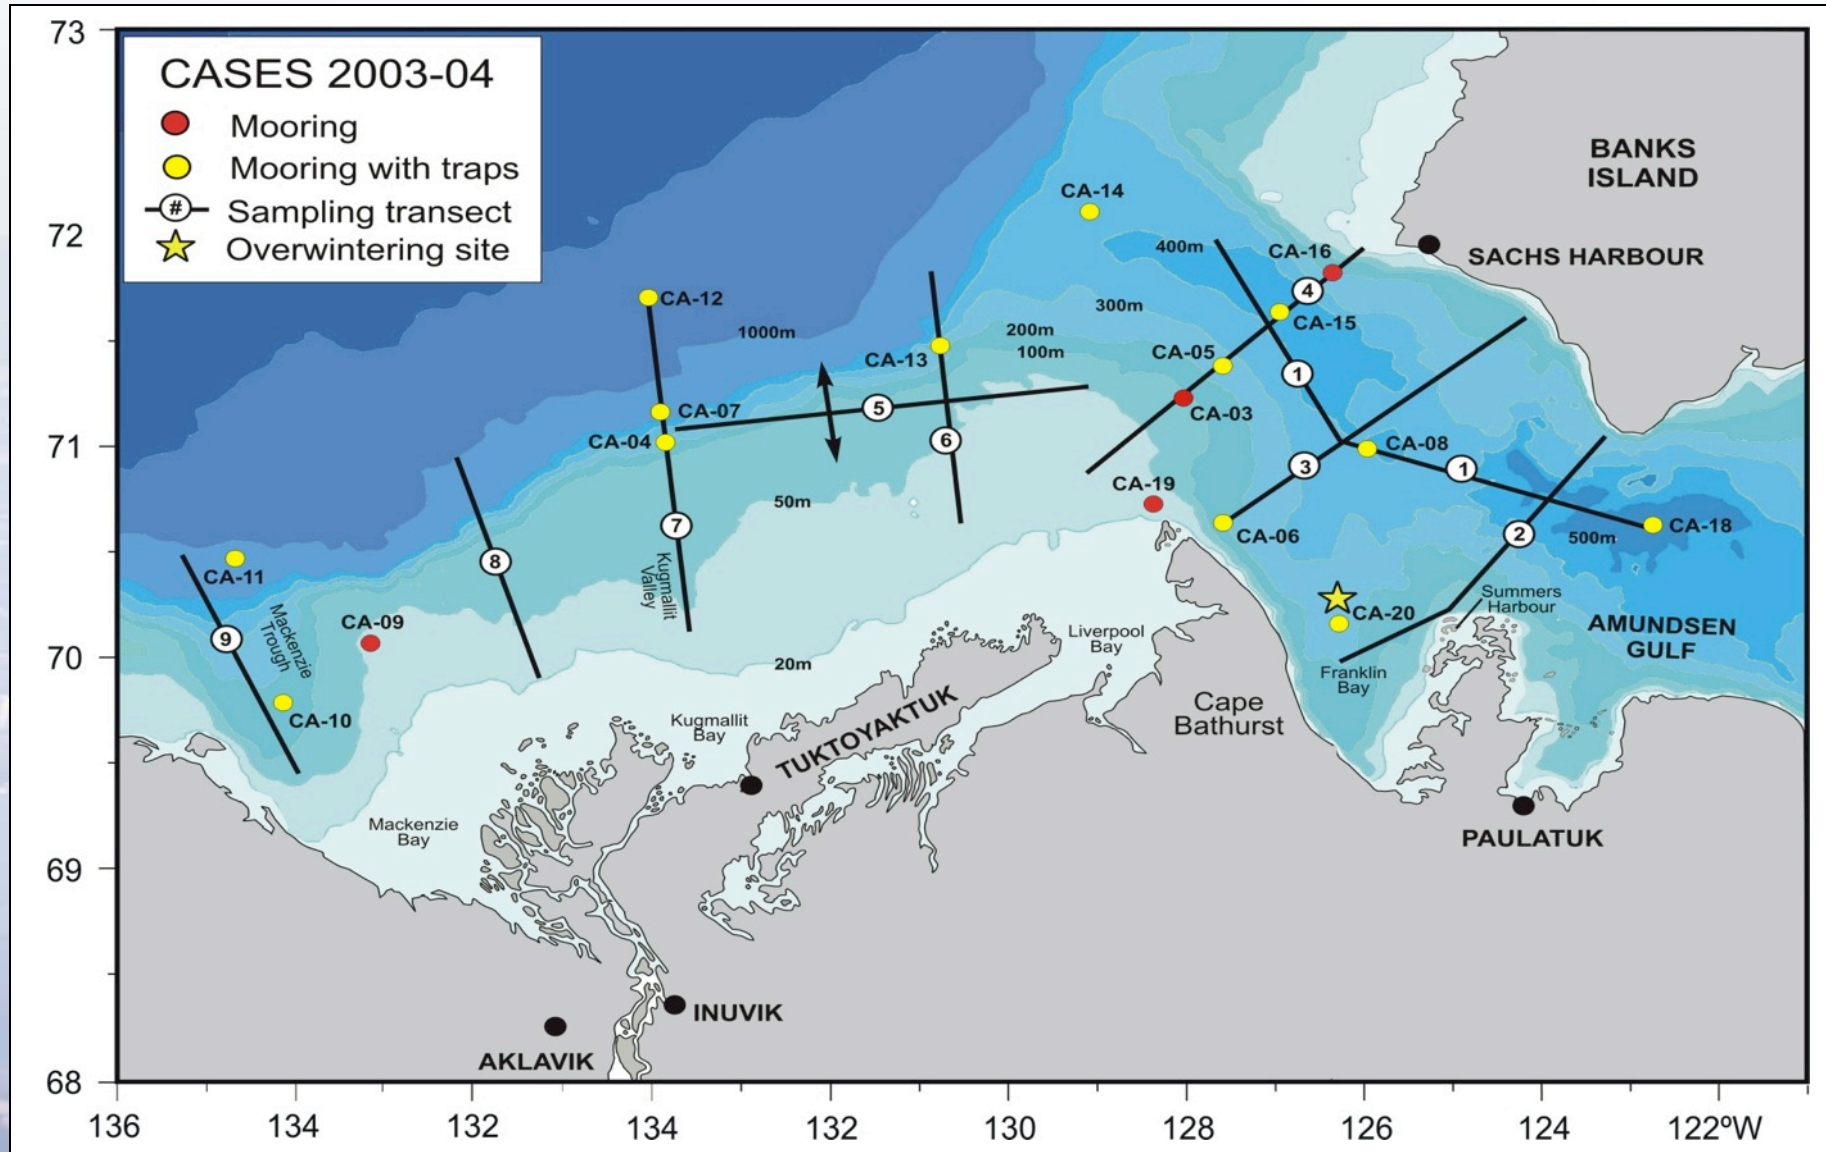 73
72
71
70
69
68
CASES 2003-04
Mooring
Mooring with traps
#
Sampling transect
Overwintering site
BANKS
ISLAND
SACHS HARBOUR
CA-14
400m
CA-16
4
CA-15
300m
CA-12
1000m
200m
100m
CA-13
CA-05
1
CA-07
5
CA-03
CA-04
6
CA-08
3
1
CA-19
50m
CA-06
CA-18
2
500m
7
Kugmallit
Valley
8
CA-11
Mackenzie
Trough
9
CA-09
CA-10
20m
Liverpool
Bay
CA-20
Summers
Harbour
AMUNDSEN
GULF
Franklin
Bay
Cape
Bathurst
Kugmallit
Bay
TUKTOYAKTUK
Mackenzie
Bay
PAULATUK
INUVIK
AKLAVIK
136
134
132
134
132
130
128
126
124
122ºW